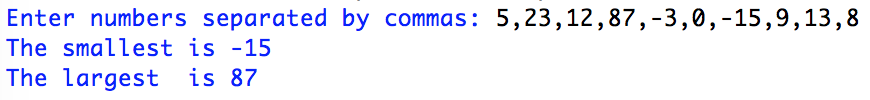 Enter numbers separated by commas: 5,23,12,87,-3,0,-15,9,13,8
The smallest is -15
The largest  is 87